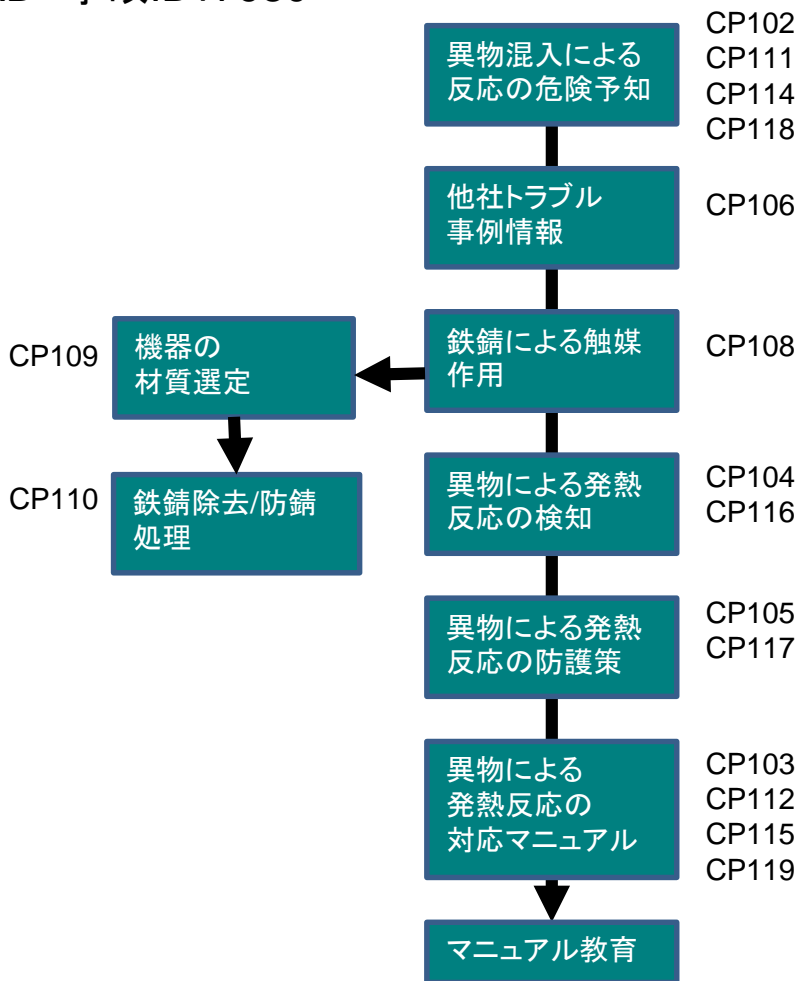 CP102
異物混入による
反応の危険予知
CP111
CP114
CP118
他社トラブル
事例情報
CP106
CP109
機器の
材質選定
鉄錆による触媒
作用
CP108
CP110
鉄錆除去/防錆
処理
異物による発熱
反応の検知
CP104
CP116
異物による発熱
反応の防護策
CP105
CP117
異物による
発熱反応の
対応マニュアル
CP103
CP112
CP115
CP119
マニュアル教育